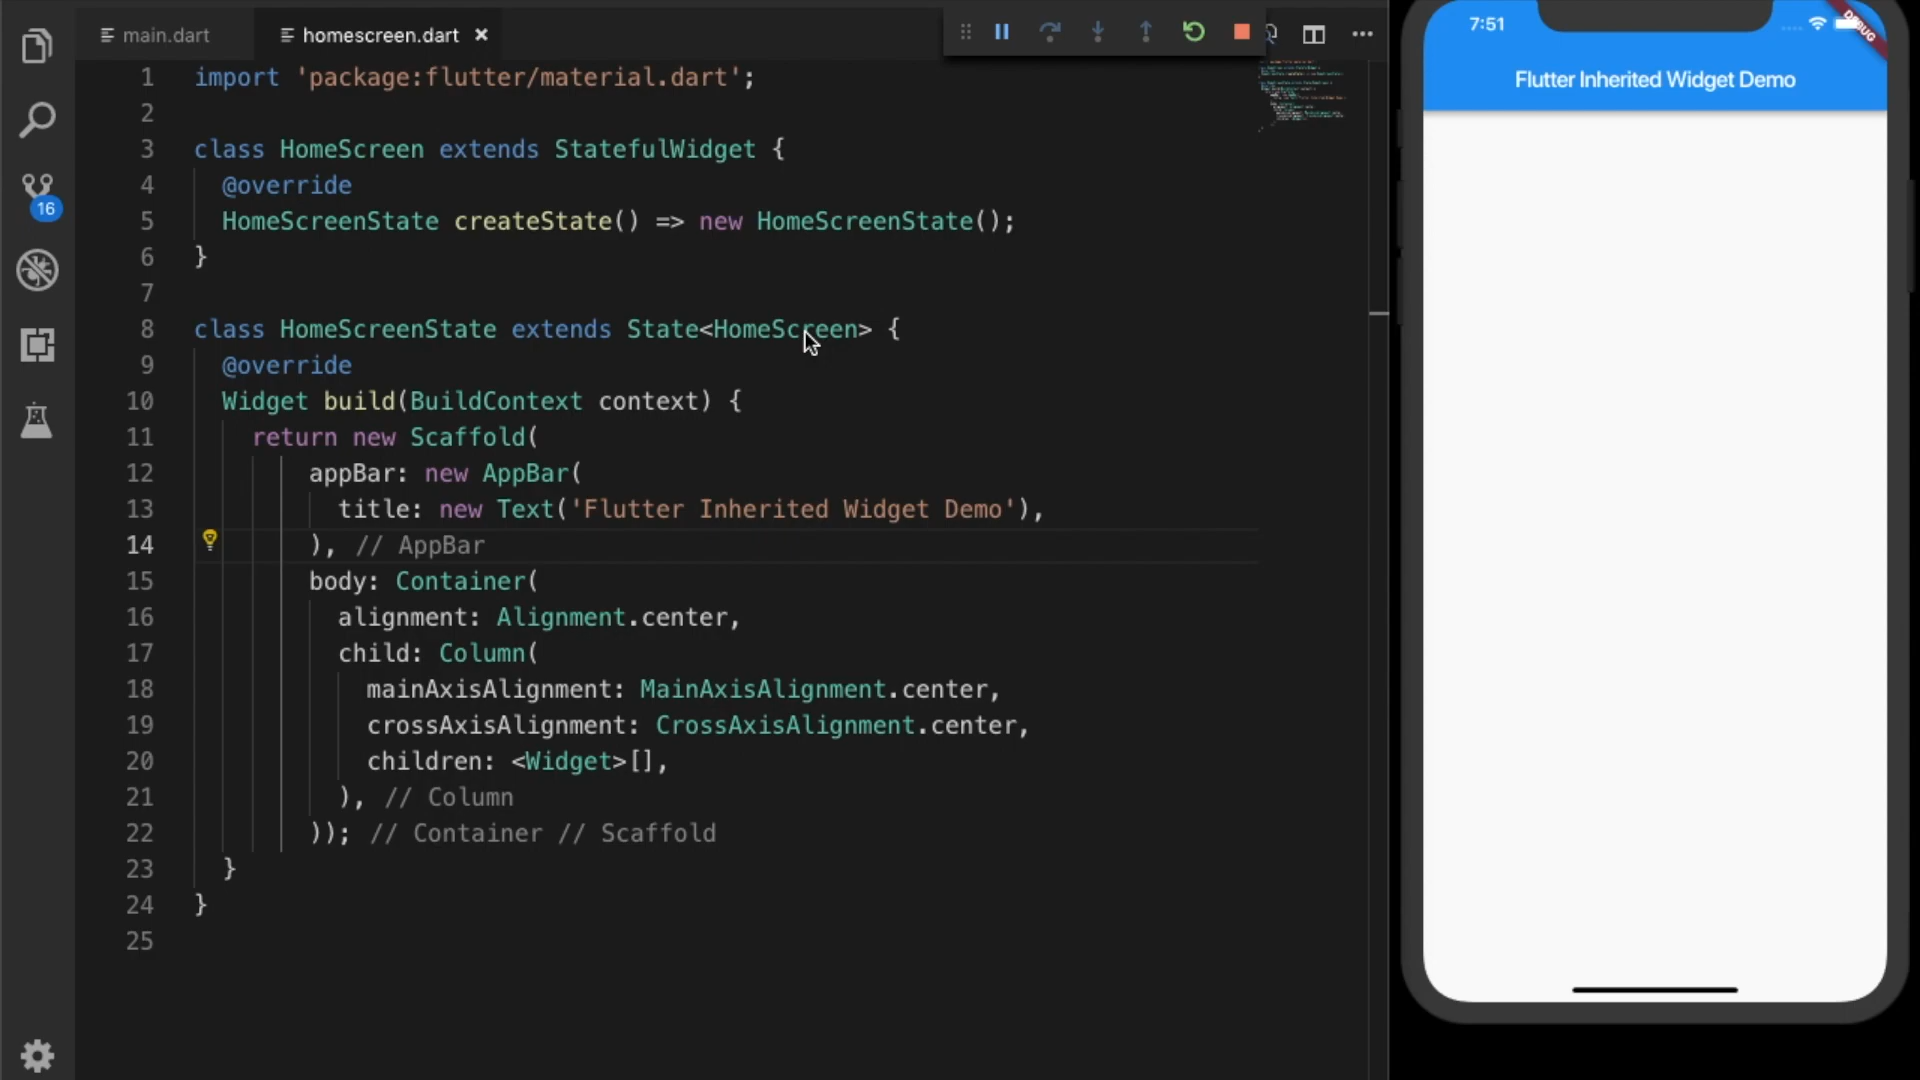 main.dart
homescreen.dart
16
1 import 'package:flutter/material.dart';
2
3 class HomeScreen extends StatefulWidget {
4 @override
5 HomeScreenState createState() => new HomeScreenState();
6 }
7
8 class HomeScreenState extends State<HomeScreen> {
9 @override
10 Widget build(BuildContext context) {
11 return new Scaffold(
12 appBar: new AppBar(
13 title: new Text('Flutter Inherited Widget Demo'),
14 ), // AppBar
15 body: Container(
16 alignment: Alignment.center,
17 child: Column(
18 mainAxisAlignment: MainAxisAlignment.center,
19 crossAxisAlignment: CrossAxisAlignment.center,
20 children: <Widget>[],
21 ), // Column
22 )); // Container // Scaffold
23 }
24 }
25
7:51
DEBUG
Flutter Inherited Widget Demo